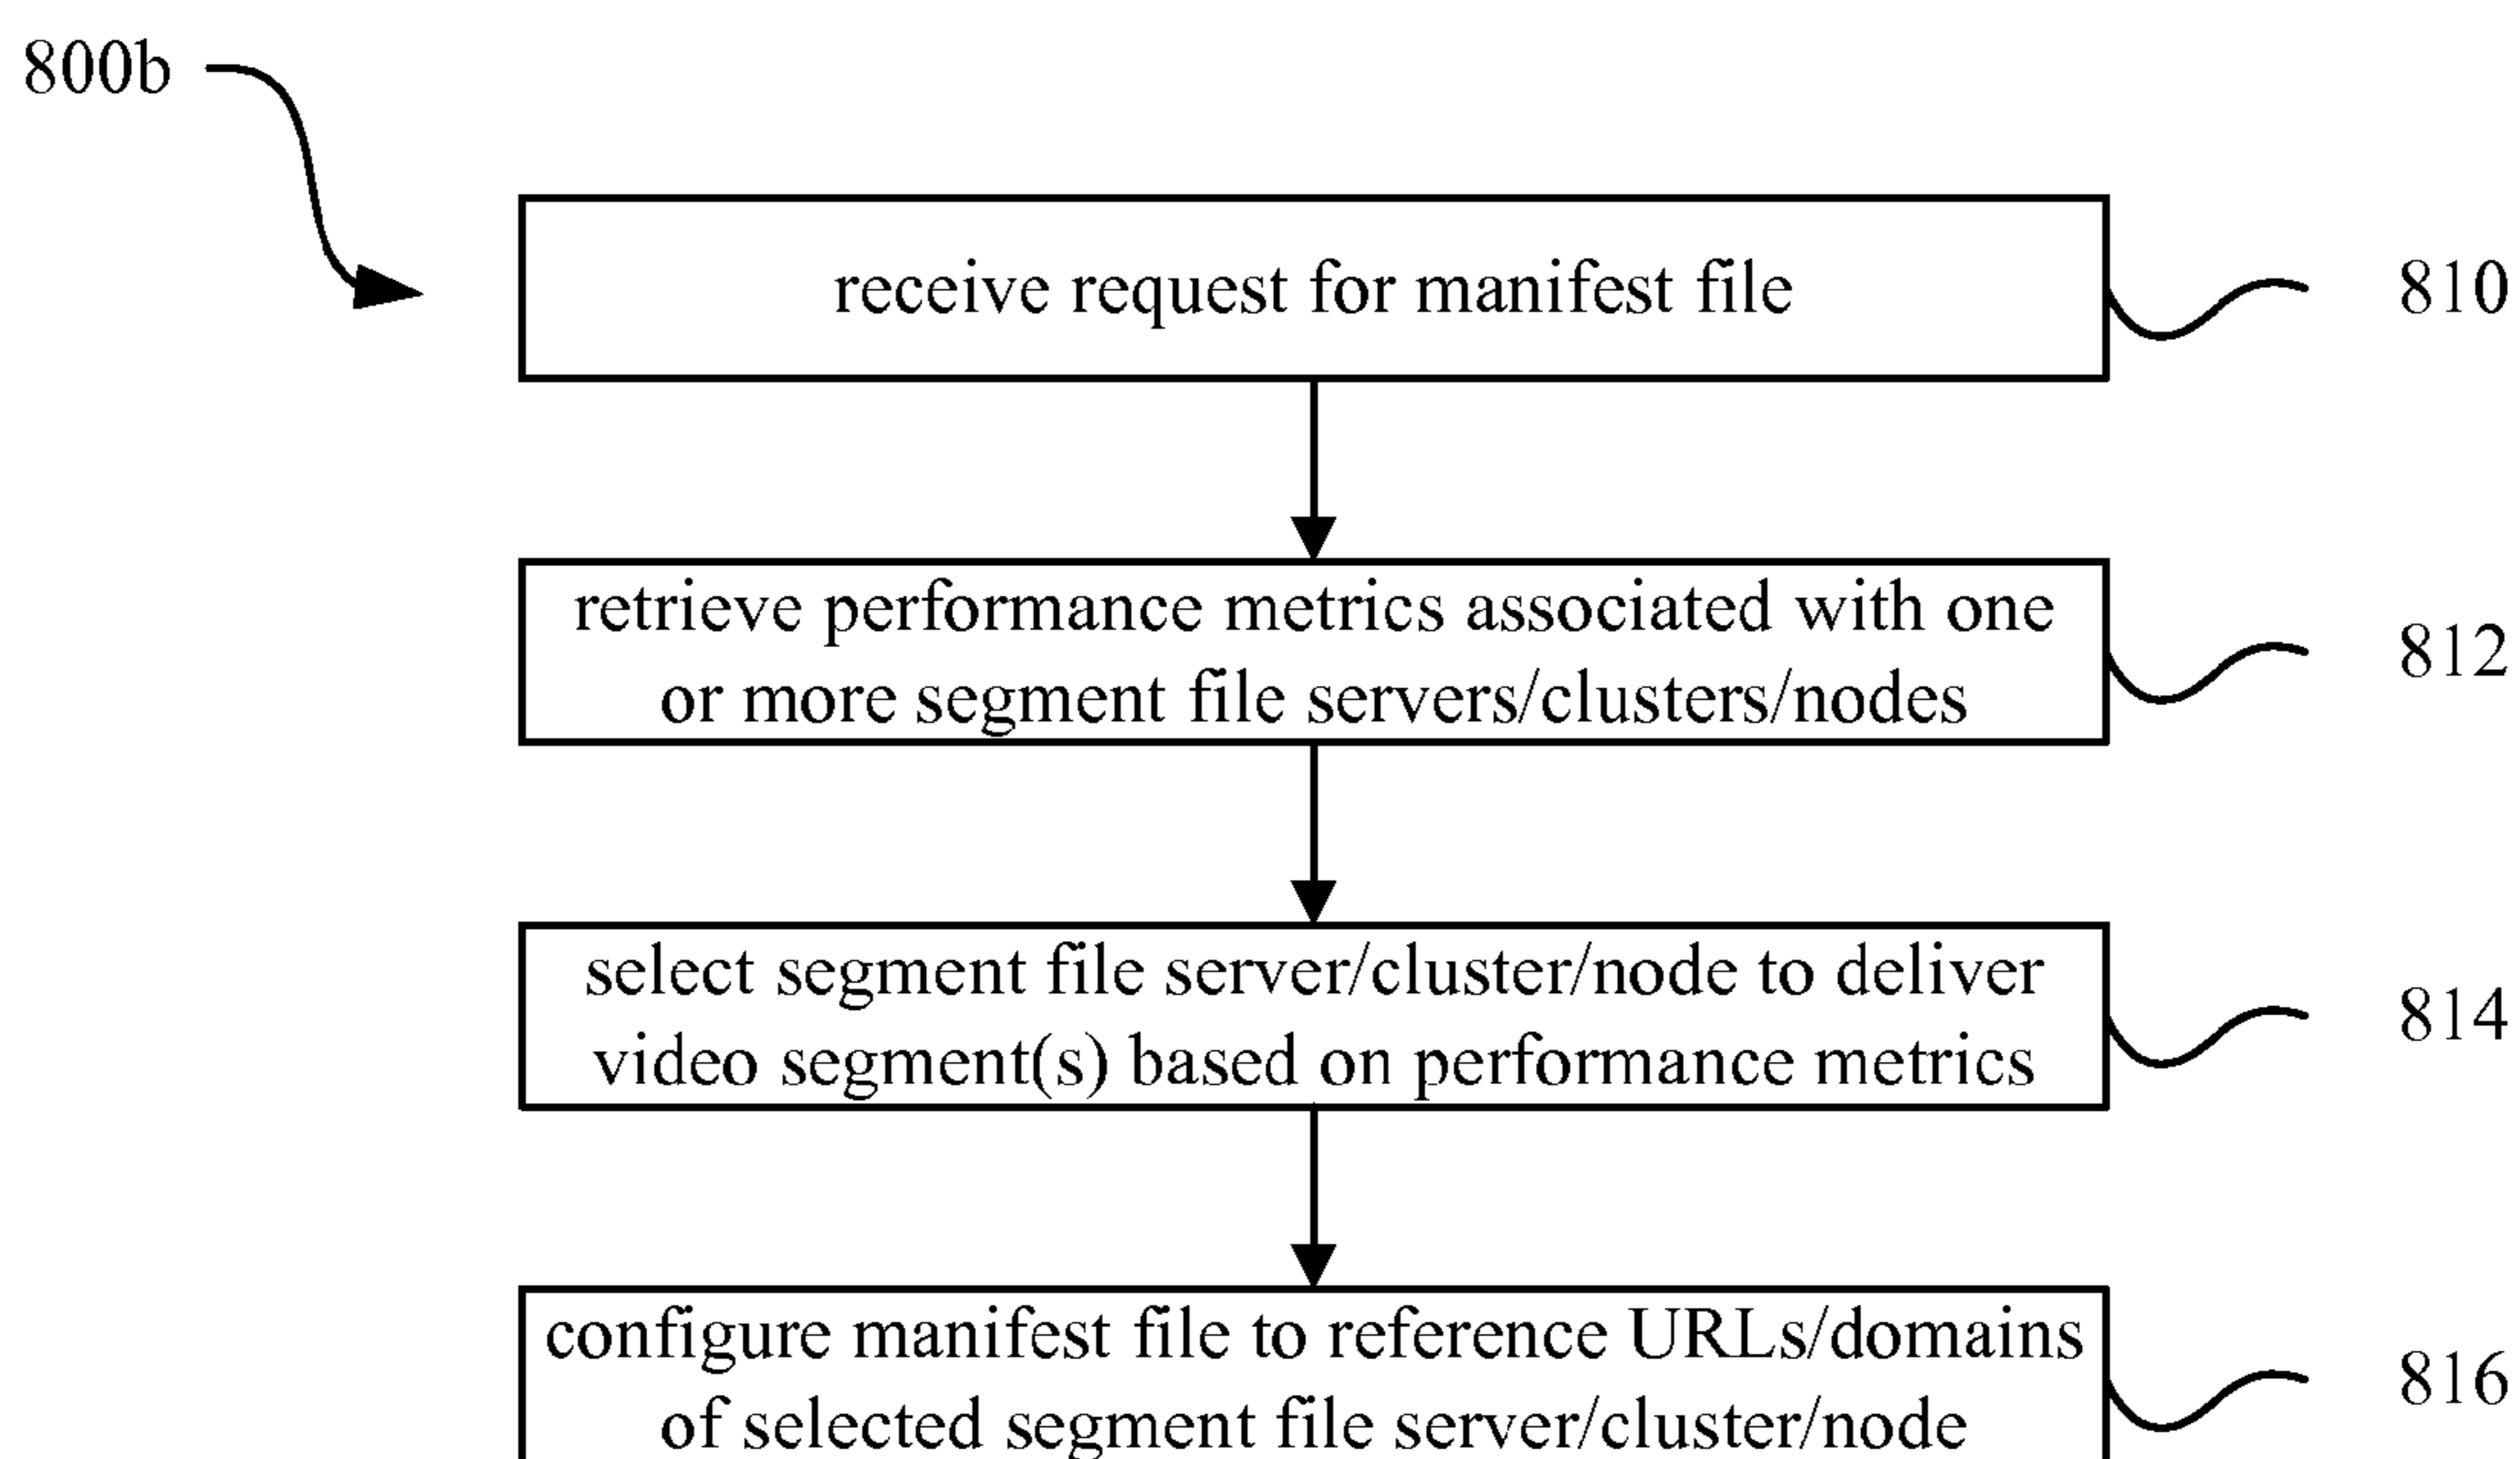 800b
receive request for manifest file
810
retrieve performance metrics associated with one
or more segment file servers/clusters/nodes
812
select segment file server/cluster/node to deliver
video segment(s) based on performance metrics
814
configure manifest file to reference URLs/domains
of selected segment file server/cluster/node
816